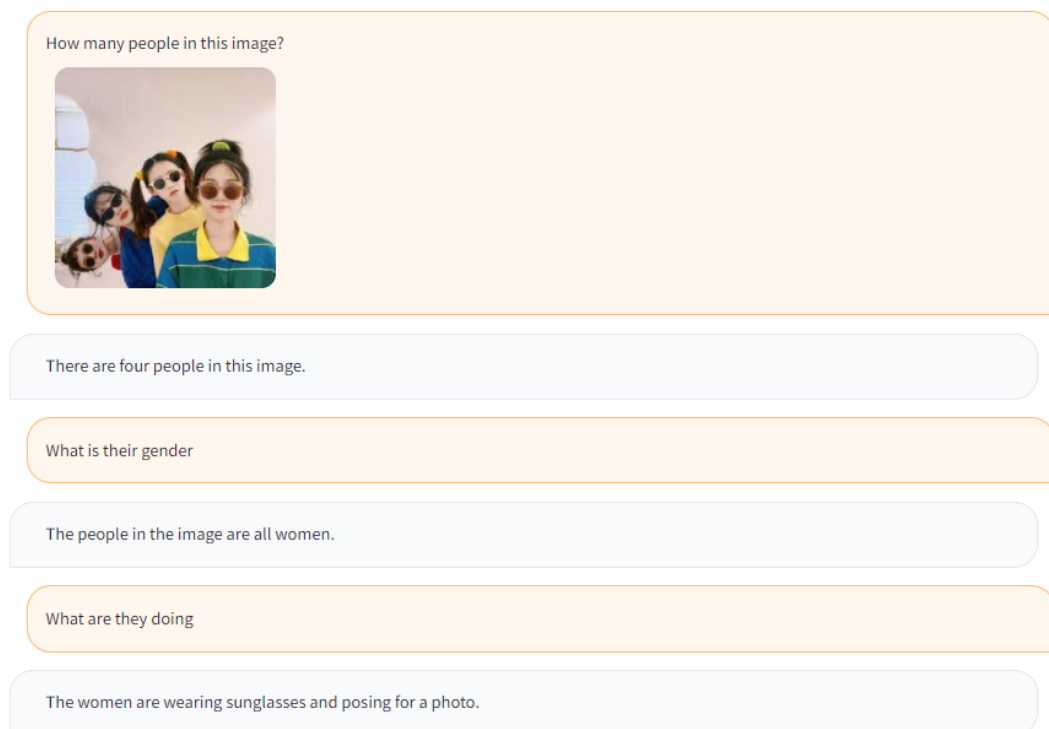 How many people in this image?
There are four people in this image.
What is their gender
The people in the image are all women.
What are they doing
The women are wearing sunglasses and posing for a photo.